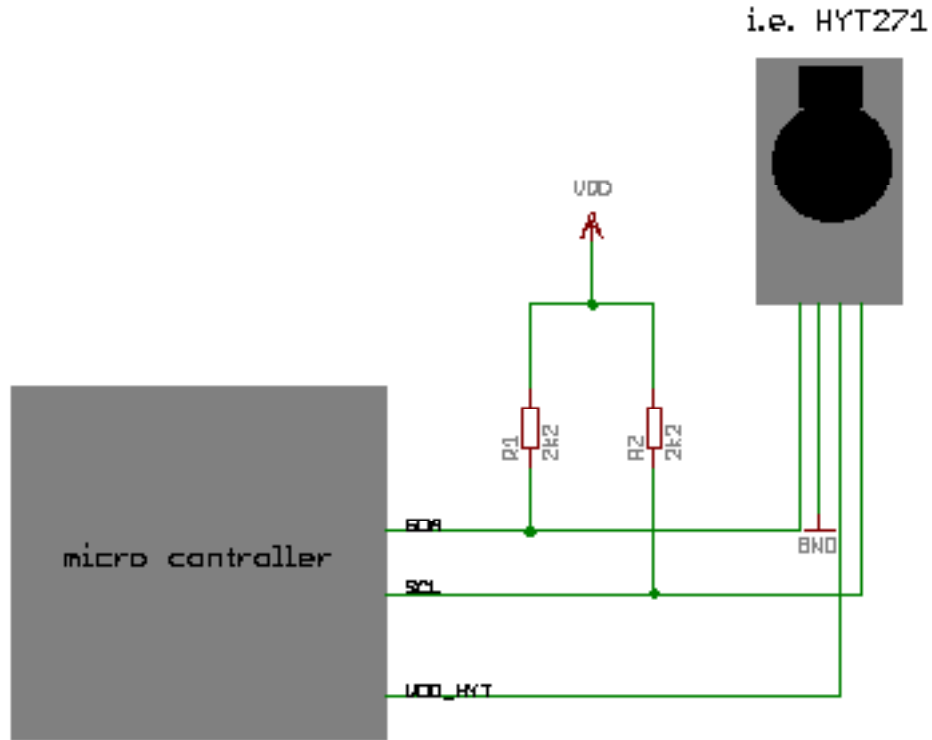 i.e. HYT271
VDD
R1
2k2
R2
2k2
SDA
GND
micro controller
SCL
VDD_HYT